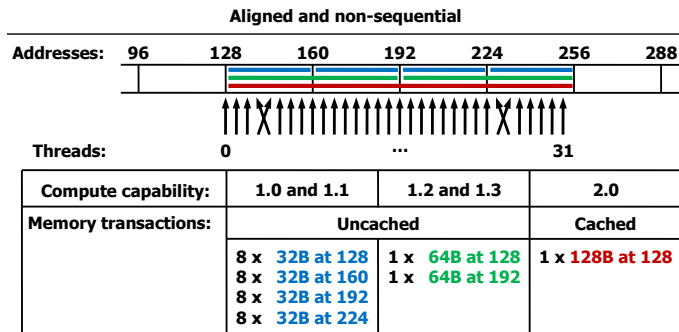 Aligned and non-sequential
Addresses: 96 128 160 192 224 256 288
Threads: 0 ... 31
Compute capability: 1.0 and 1.1 1.2 and 1.3 2.0
Memory transactions: Uncached Cached
8 x 32B at 128 1 x 64B at 128 1 x 128B at 128
8 x 32B at 160 1 x 64B at 192
8 x 32B at 192
8 x 32B at 224